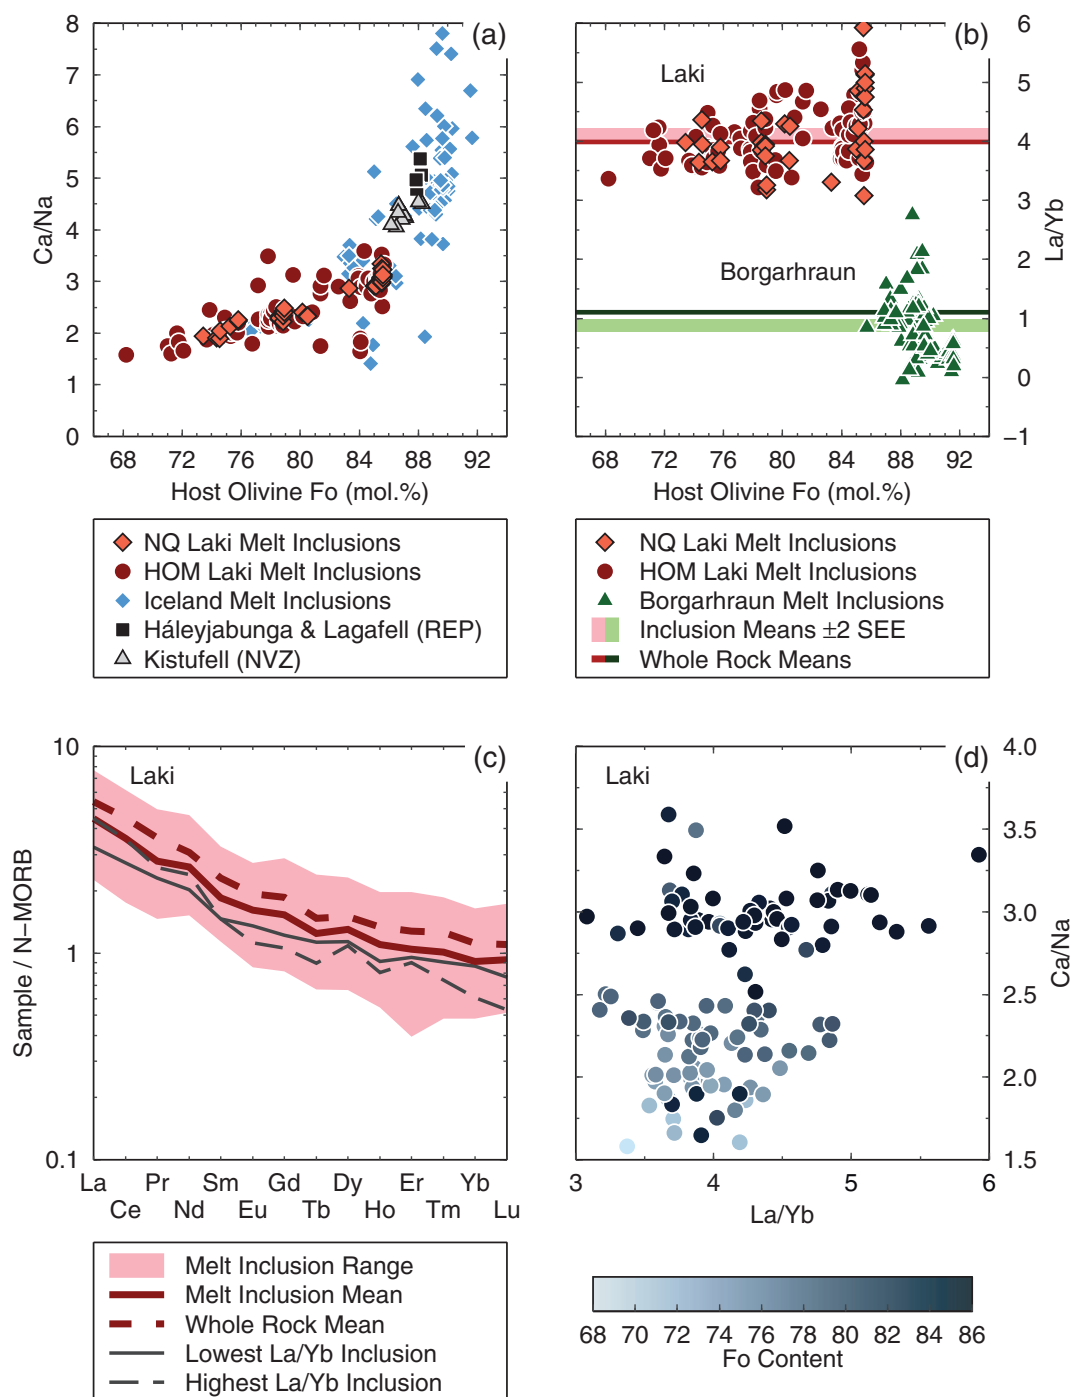 (a)
8
7
6
5
4
3
2
1
0
Ca/Na
68 72 76 80 84 88 92
Host Olivine Fo (mol.%)
NQ Laki Melt Inclusions
HOM Laki Melt Inclusions
Iceland Melt Inclusions
Háleyjabunga & Lagafell (REP)
Kistufell (NVZ)
(b)
Laki
Borgarhraun
6
5
4
3
2
1
0
−1
La/Yb
68 72 76 80 84 88 92
Host Olivine Fo (mol.%)
NQ Laki Melt Inclusions
HOM Laki Melt Inclusions
Borgarhraun Melt Inclusions
Inclusion Means ±2 SEE
Whole Rock Means
(c)
Laki
10
1
0.1
Sample / N−MORB
La Pr Sm Gd Dy Er Yb
Ce Nd Eu Tb Ho Tm Lu
Melt Inclusion Range
Melt Inclusion Mean
Whole Rock Mean
Lowest La/Yb Inclusion
Highest La/Yb Inclusion
(d)
Laki
4.0
3.5
3.0
2.5
2.0
1.5
Ca/Na
3 4 5 6
La/Yb
68 70 72 74 76 78 80 82 84 86
Fo Content